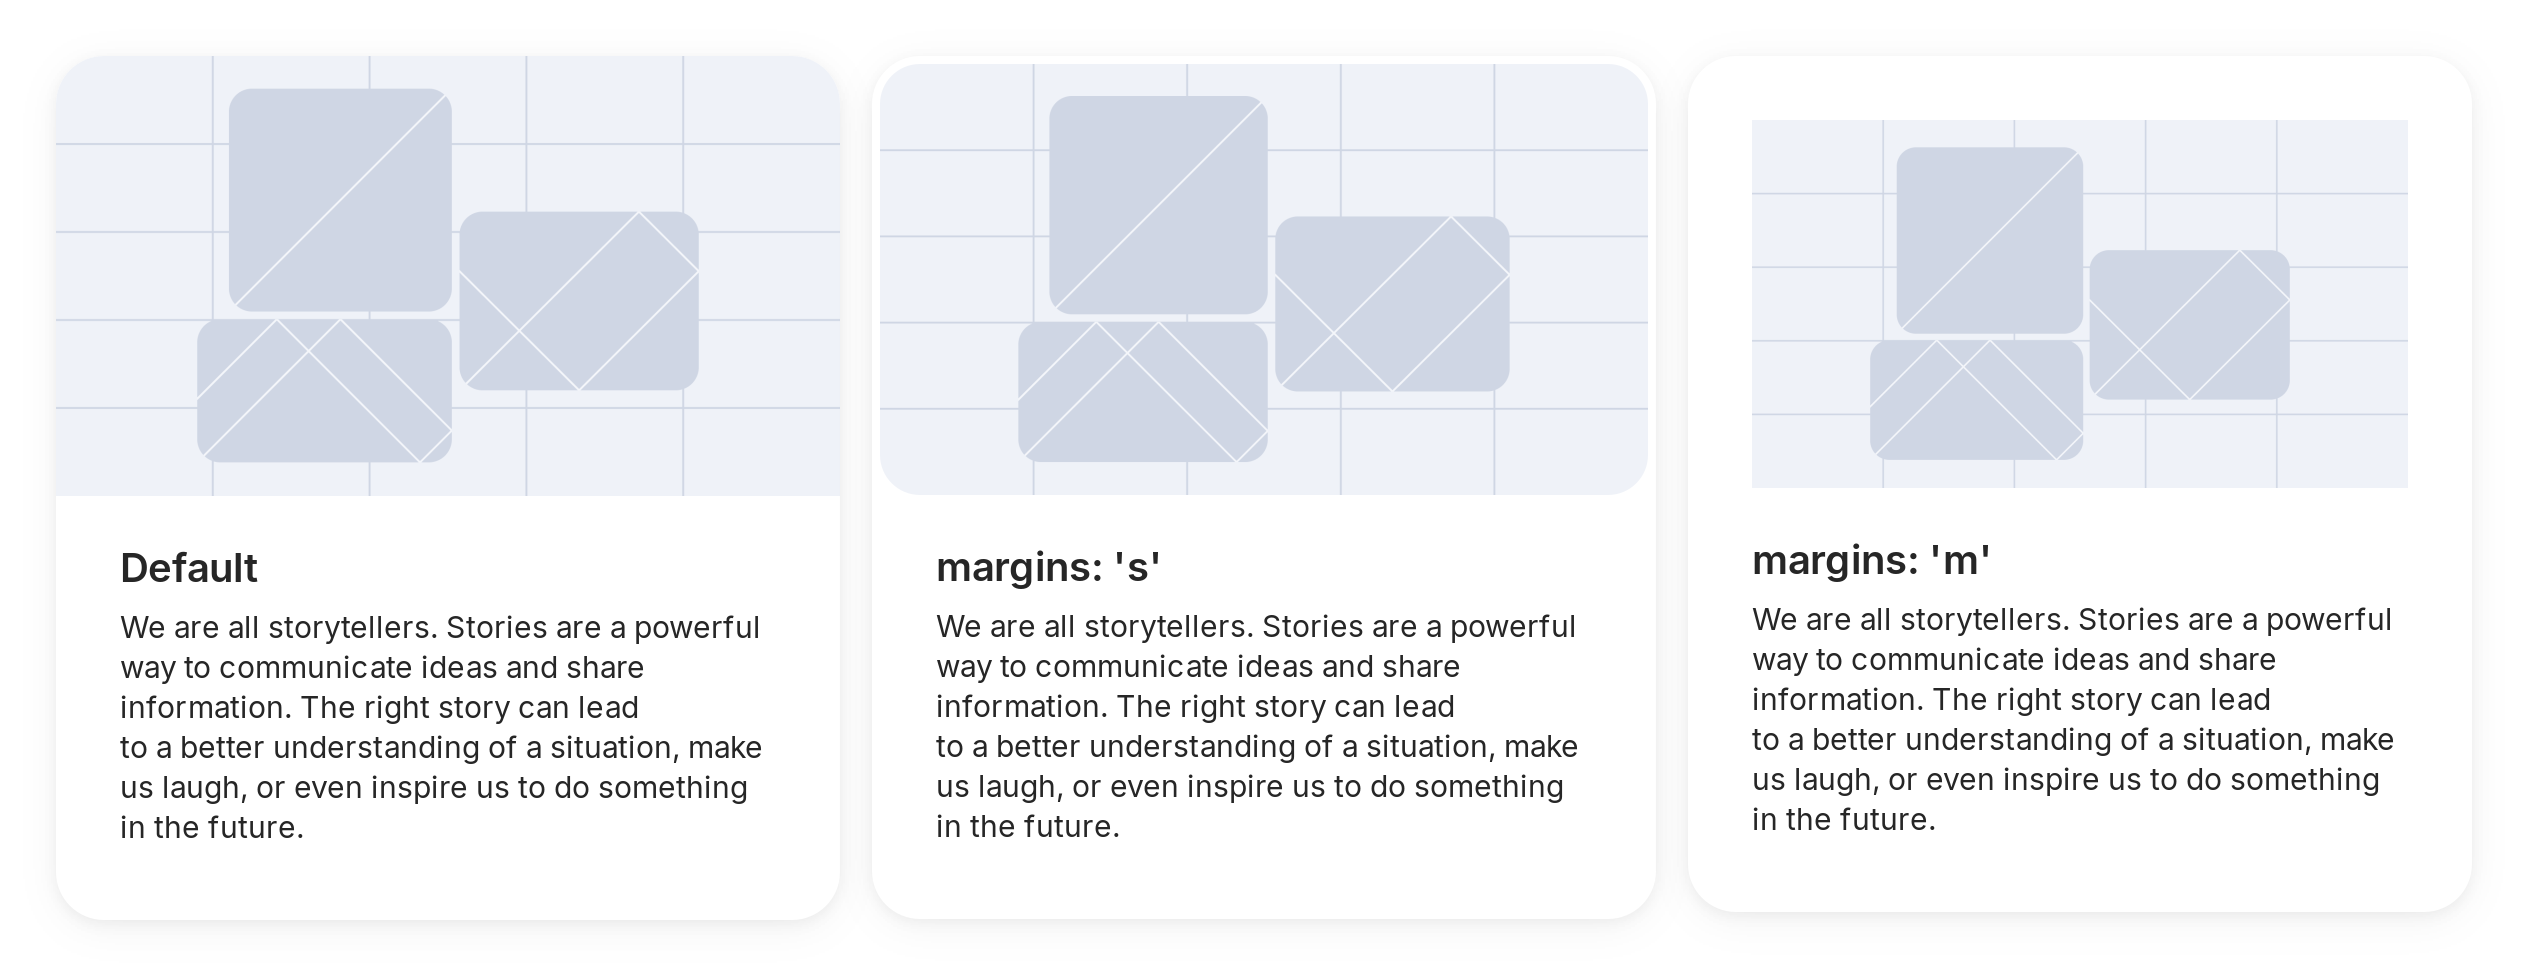 Default
We are all storytellers. Stories are a powerful
way to communicate ideas and share
information. The right story can lead
to a better understanding of a situation, make
us laugh, or even inspire us to do something
in the future.
margins: 's'
We are all storytellers. Stories are a powerful
way to communicate ideas and share
information. The right story can lead
to a better understanding of a situation, make
us laugh, or even inspire us to do something
in the future.
margins: 'm'
We are all storytellers. Stories are a powerful
way to communicate ideas and share
information. The right story can lead
to a better understanding of a situation, make
us laugh, or even inspire us to do something
in the future.